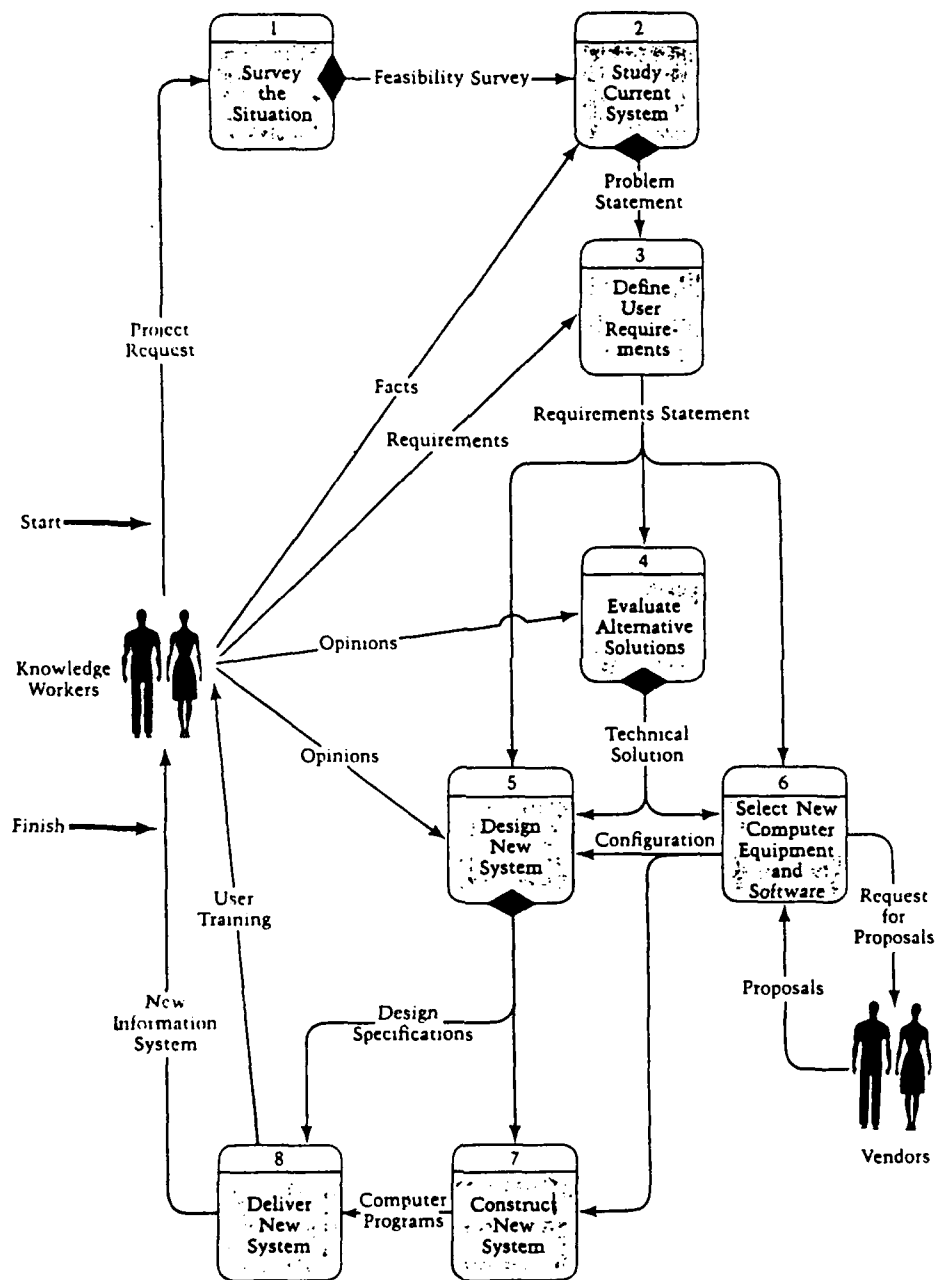 1
Survey
the
Situation
Feasibility Survey
2
Study
Current
System
Problem
Statement
3
Define
User
Require-
ments
Project
Request
Facts
Requirements
Requirements Statement
Start
4
Evaluate
Alternative
Solutions
Opinions
Knowledge
Workers
Technical
Solution
Opinions
5
Design
New
System
6
Select New
Computer
Equipment
and
Software
Configuration
Finish
User
Training
Request
for
Proposals
Proposals
New
Information
System
Design
Specifications
Vendors
8
Deliver
New
System
Computer
Programs
7
Construct
New
System